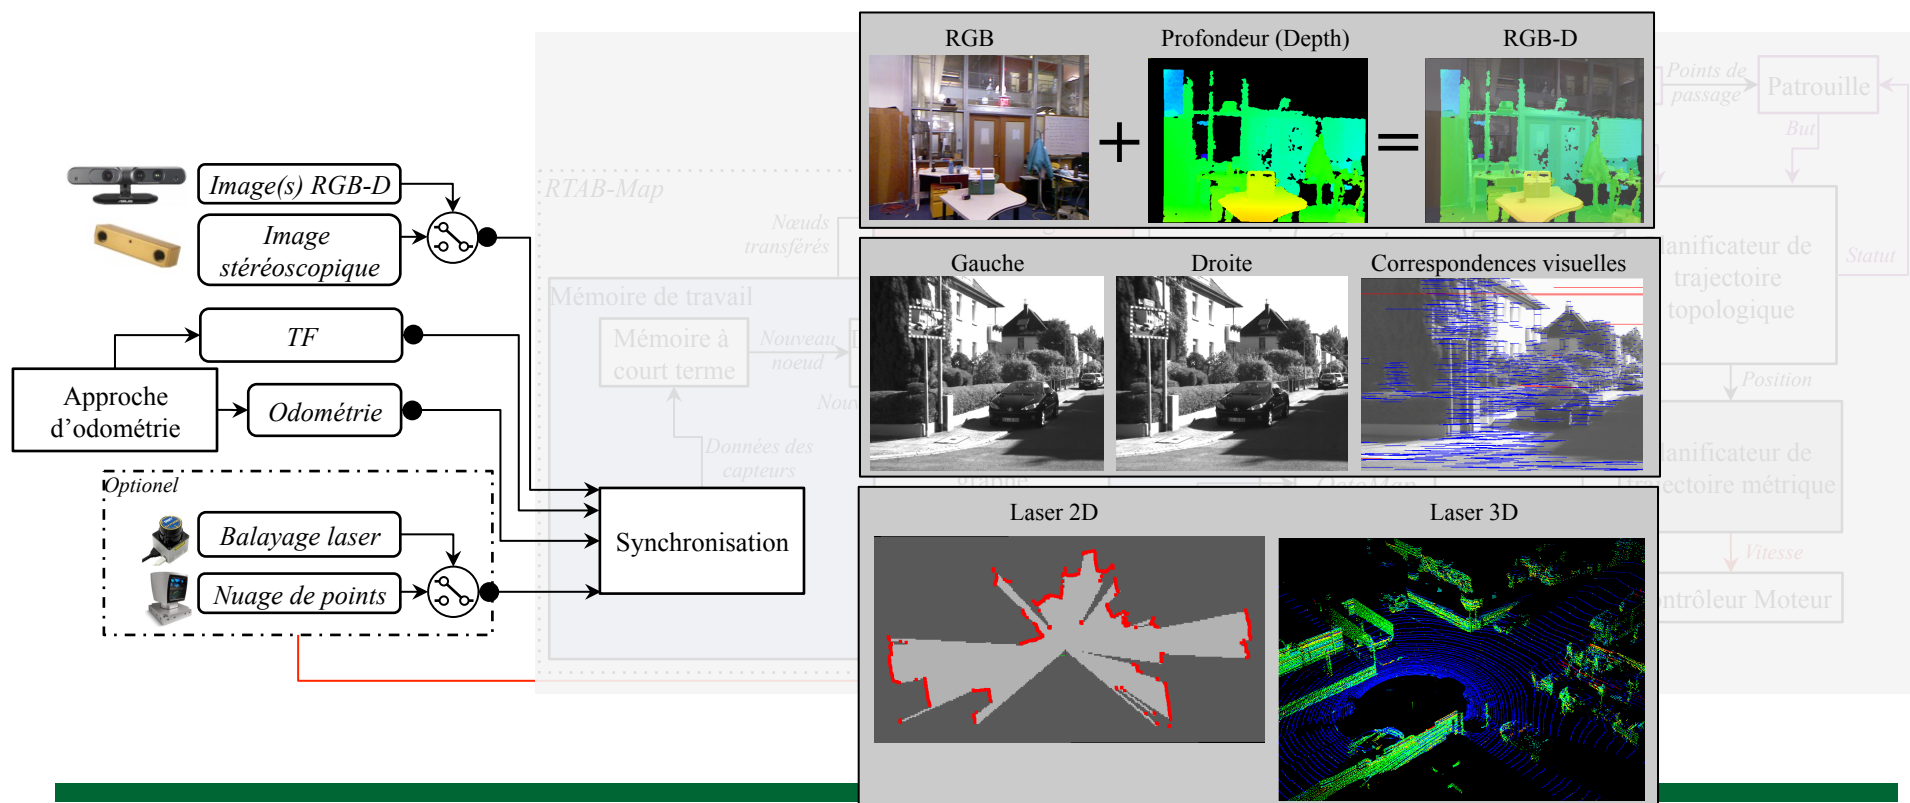 RGB
Profondeur (Depth)
RGB-D
Image(s) RGB-D
Image
stéréoscopique
TF
Approche
d'odométrie
Odométrie
Optionel
Balayage laser
Nuage de points
Synchronisation
RTAB-Map
Nœuds
transférés
Mémoire de travail
Mémoire à
court terme
Nouveau
noeud
Données des
capteurs
Gauche
Droite
Correspondences visuelles
Laser 2D
Laser 3D
Points de
passage
Patrouille
But
Statut
anificateur de
trajectoire
topologique
Position
anificateur de
trajectoire métrique
Vitesse
ontrôleur Moteur